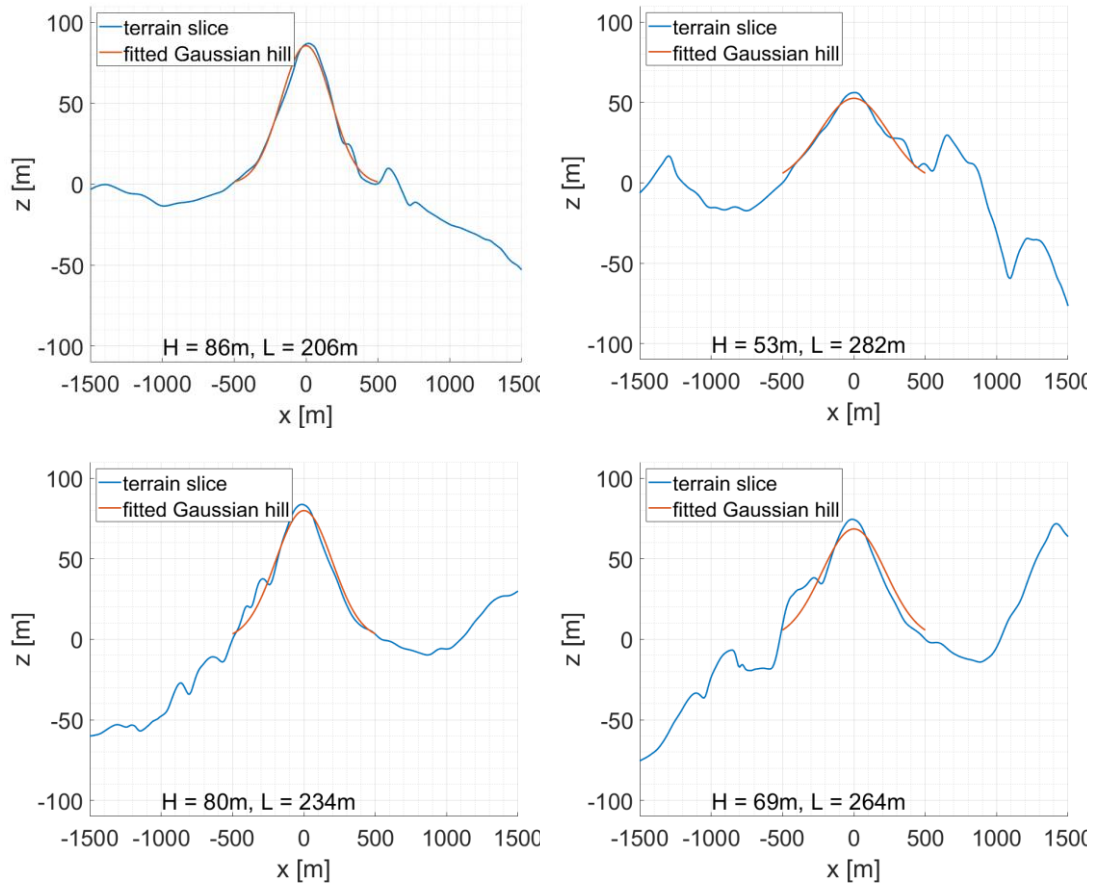 terrain slice
fitted Gaussian hill
100
50
0
-50
-100
z [m]
H = 86m, L = 206m
-1500 -1000 -500 0 500 1000 1500
x [m]
terrain slice
fitted Gaussian hill
100
50
0
-50
-100
z [m]
H = 53m, L = 282m
-1500 -1000 -500 0 500 1000 1500
x [m]
terrain slice
fitted Gaussian hill
100
50
0
-50
-100
z [m]
H = 80m, L = 234m
-1500 -1000 -500 0 500 1000 1500
x [m]
terrain slice
fitted Gaussian hill
100
50
0
-50
-100
z [m]
H = 69m, L = 264m
-1500 -1000 -500 0 500 1000 1500
x [m]